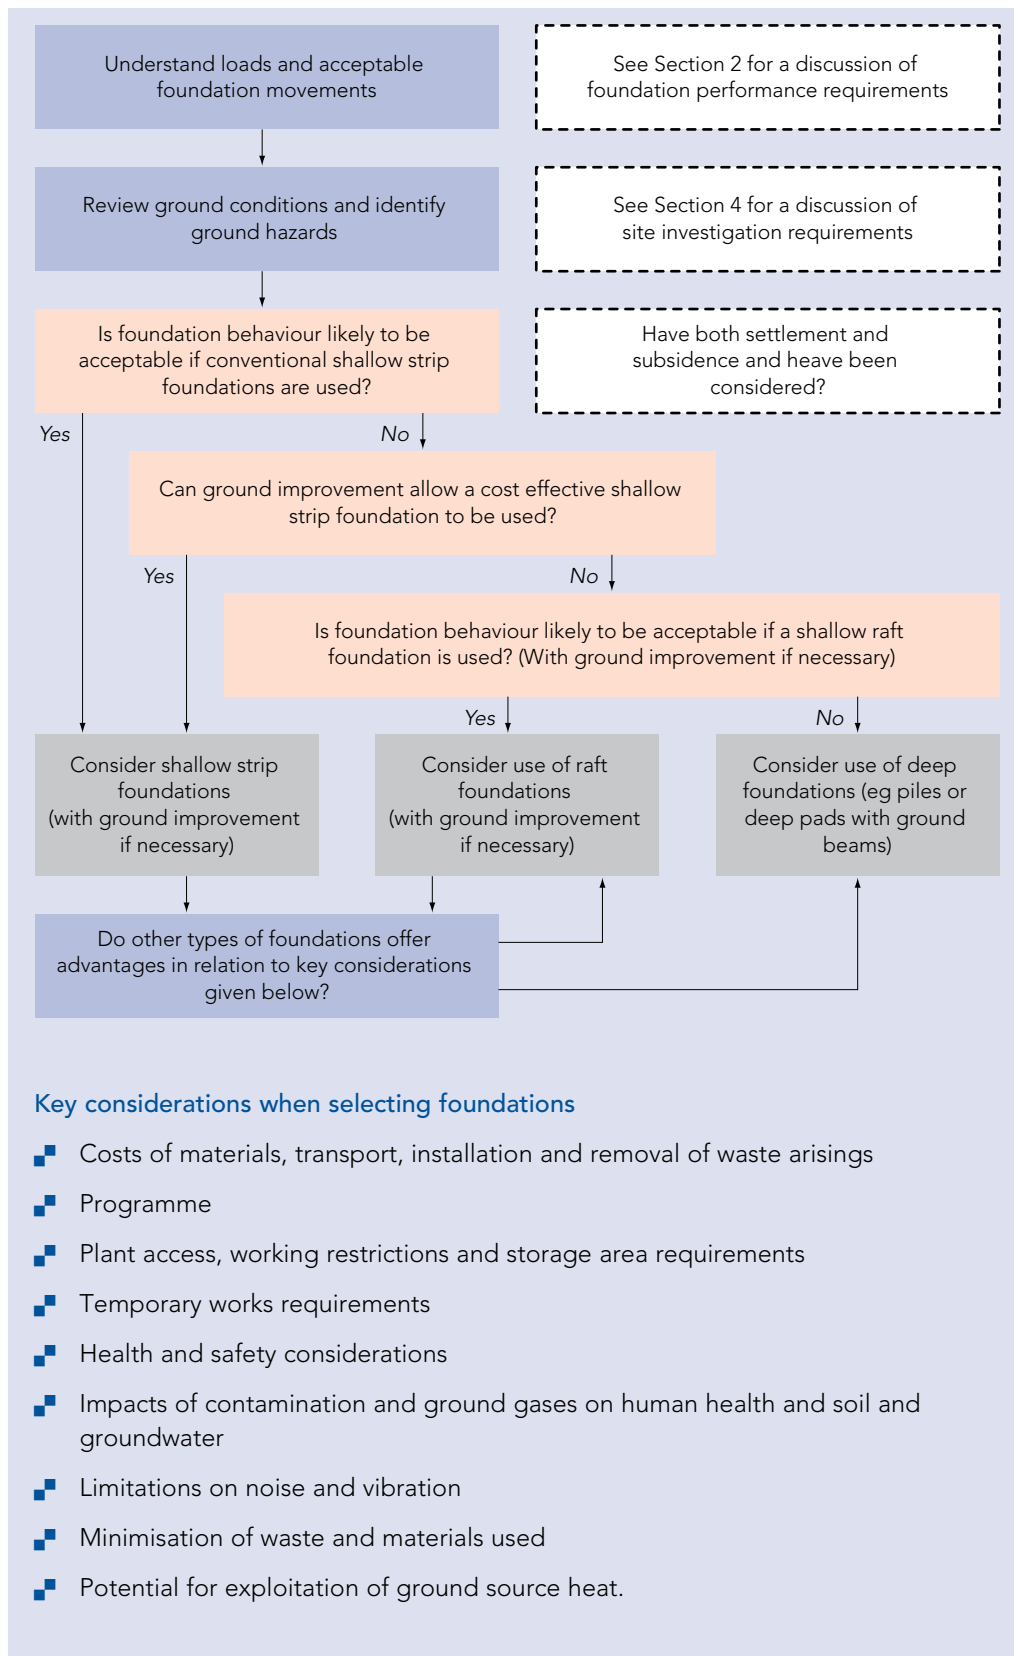 Understand loads and acceptable
foundation movements
See Section 2 for a discussion of
foundation performance requirements
Review ground conditions and identify
ground hazards
See Section 4 for a discussion of
site investigation requirements
Is foundation behaviour likely to be
acceptable if conventional shallow strip
foundations are used?
Have both settlement and
subsidence and heave been
considered?
Yes
No
Can ground improvement allow a cost effective shallow
strip foundation to be used?
Yes
No
Is foundation behaviour likely to be acceptable if a shallow raft
foundation is used? (With ground improvement if necessary)
Yes
No
Consider shallow strip
foundations
(with ground improvement
if necessary)
Consider use of raft
foundations
(with ground improvement
if necessary)
Consider use of deep
foundations (eg piles or
deep pads with ground
beams)
Do other types of foundations offer
advantages in relation to key considerations
given below?
Key considerations when selecting foundations
Costs of materials, transport, installation and removal of waste arisings
Programme
Plant access, working restrictions and storage area requirements
Temporary works requirements
Health and safety considerations
Impacts of contamination and ground gases on human health and soil and
groundwater
Limitations on noise and vibration
Minimisation of waste and materials used
Potential for exploitation of ground source heat.